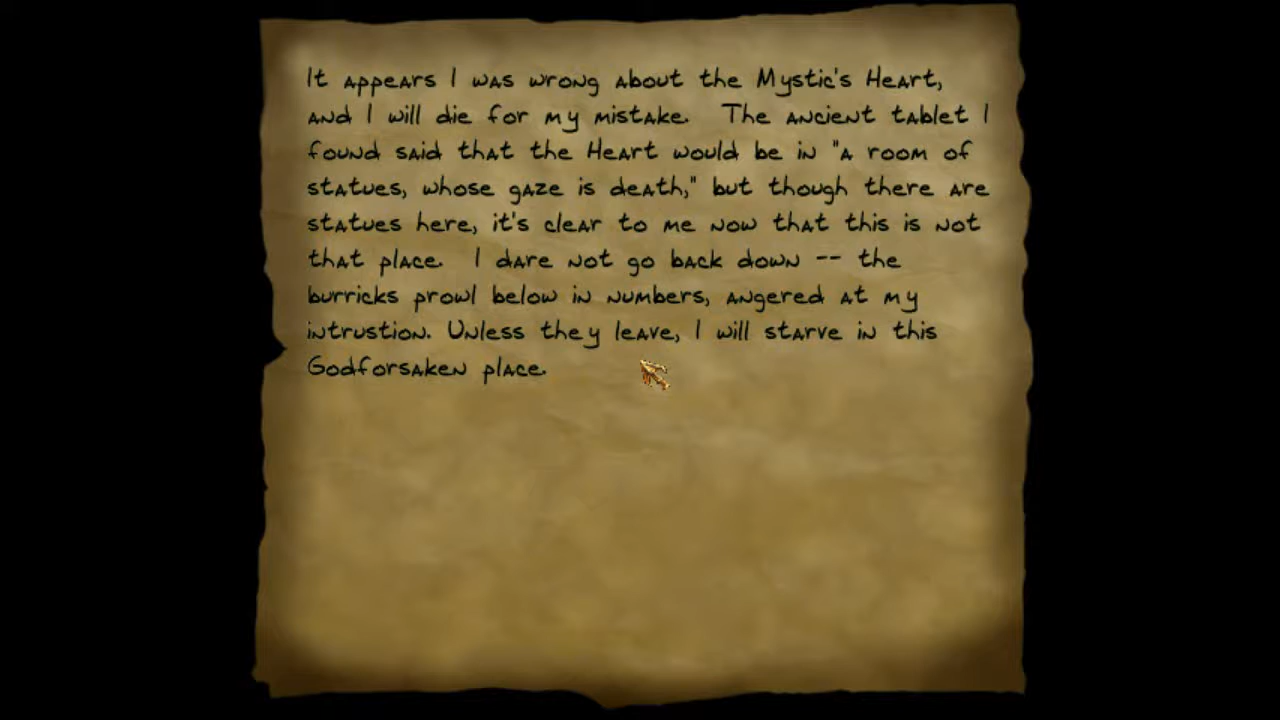 It appears I was wrong about the Mystic's Heart,
and I will die for my mistake.  The ancient tablet I
found said that the Heart would be in "a room of
statues, whose gaze is death," but though there are
statues here, it's clear to me now that this is not
that place.  I dare not go back down -- the
burricks prowl below in numbers, angered at my
intrustion. Unless they leave, I will starve in this
Godforsaken place.